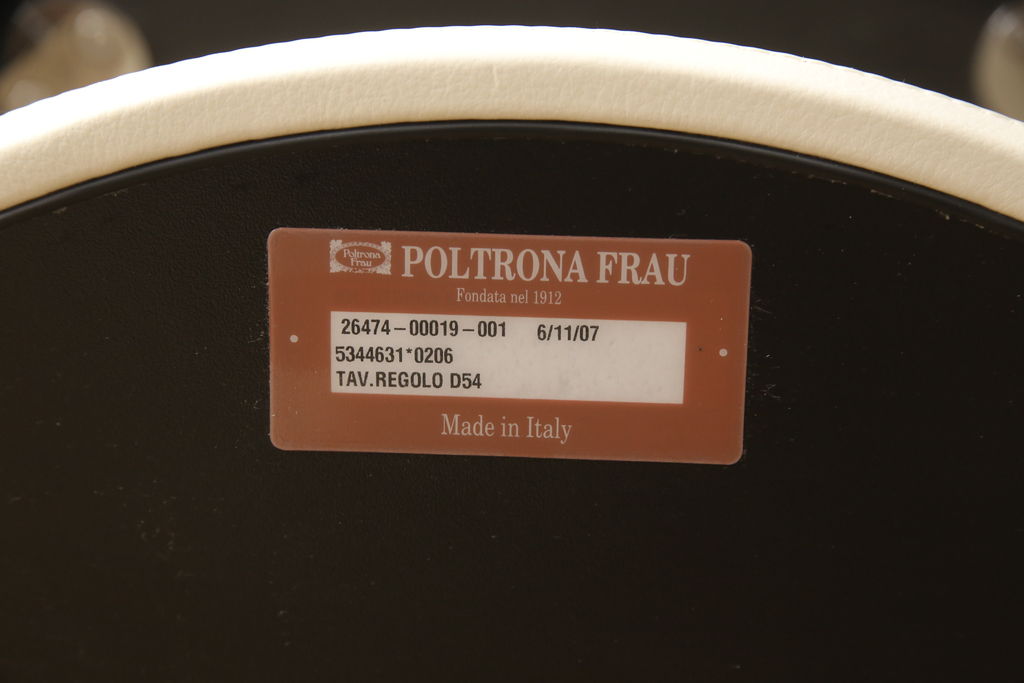 Poltrona
Frau
POLTRONA FRAU
Fondata nel 1912
26474-00019-001 6/11/07
5344631*0206
TAV.REGOLO D54
Made in Italy